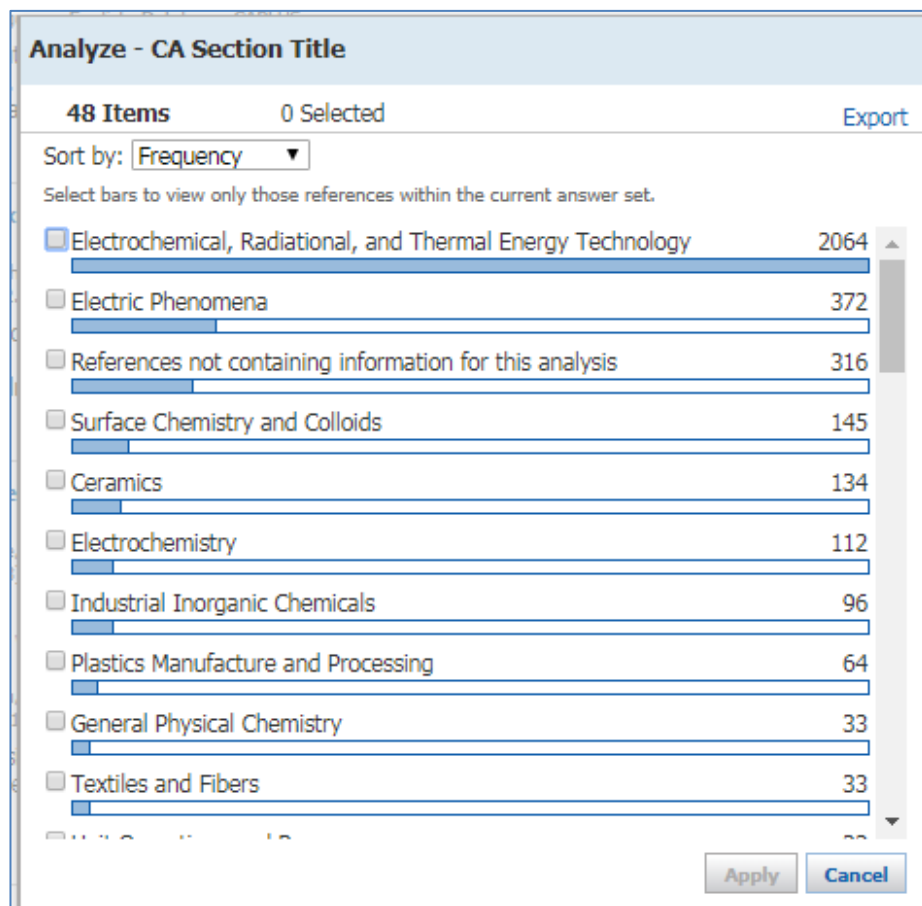 Analyze - CA Section Title
48 Items 0 Selected Export
Sort by: Frequency
Select bars to view only those references within the current answer set.
Electrochemical, Radiational, and Thermal Energy Technology 2064
Electric Phenomena 372
References not containing information for this analysis 316
Surface Chemistry and Colloids 145
Ceramics 134
Electrochemistry 112
Industrial Inorganic Chemicals 96
Plastics Manufacture and Processing 64
General Physical Chemistry 33
Textiles and Fibers 33
Apply Cancel